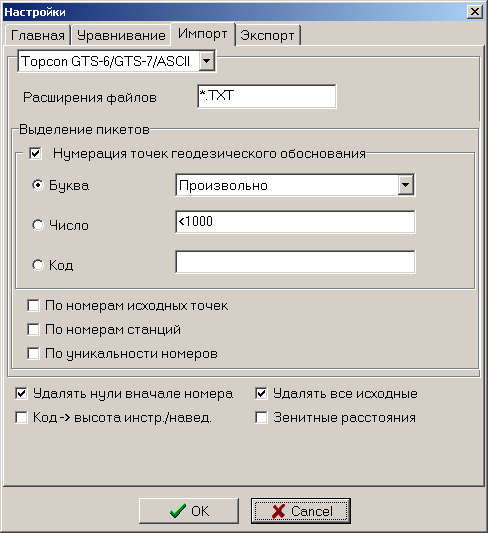 Настройки
Главная Уравнивание Импорт Экспорт
Topcon GTS-6/GTS-7/ASCII
Расширения файлов *.TXT
Выделение пикетов
Нумерация точек геодезического обоснования
Буква Произвольно
Число <1000
Код
По номерам исходных точек
По номерам станций
По уникальности номеров
Удалять нули вначале номера Удалять все исходные
Код -> высота инстр./навед. Зенитные расстояния
OK Cancel